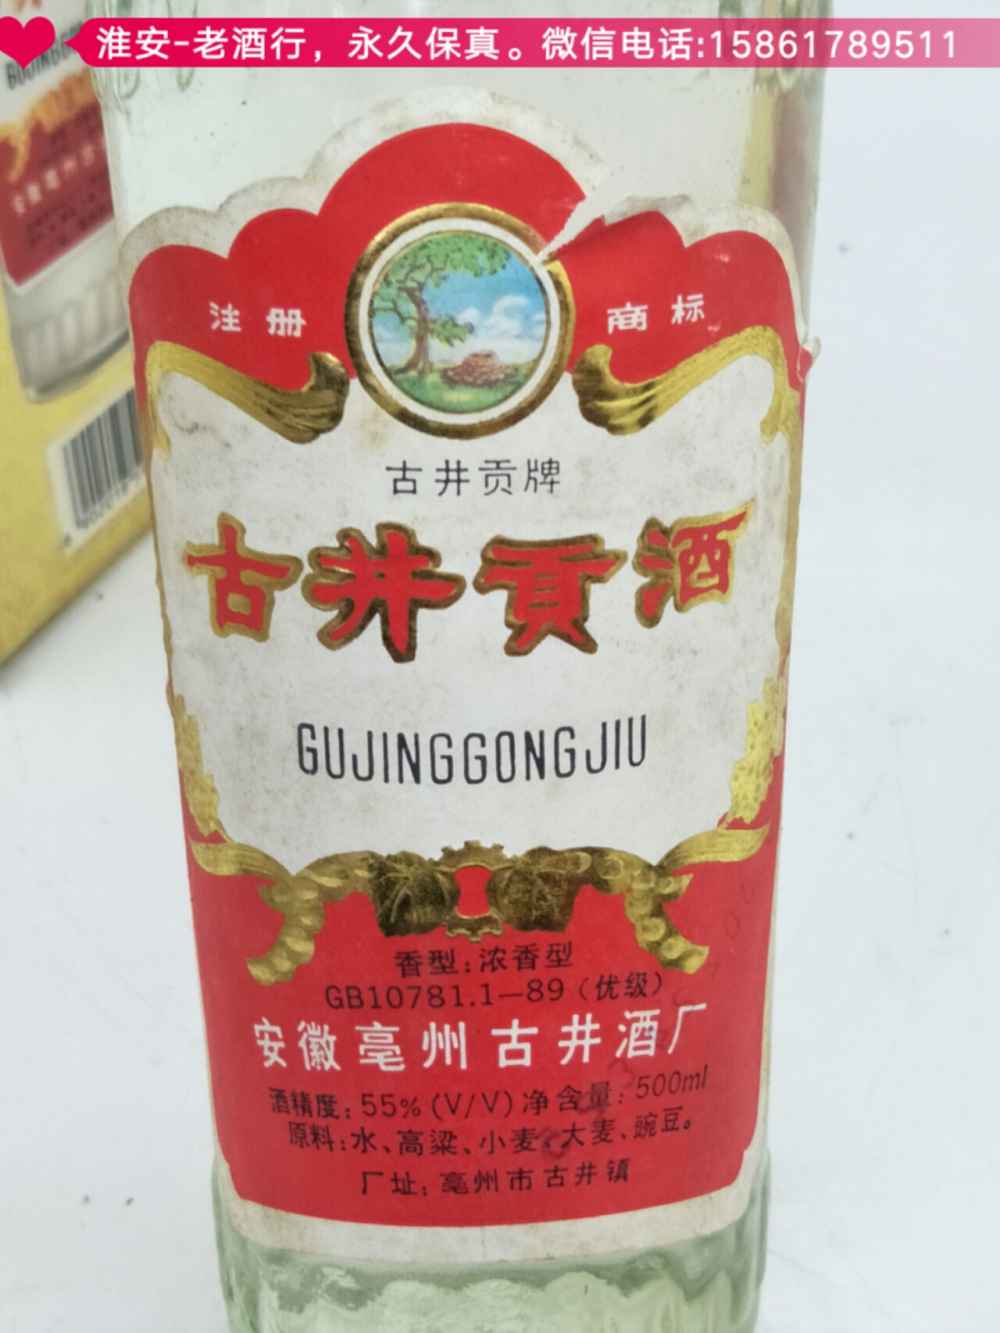 淮安-老酒行，永久保真。微信电话:15861789511
注册 商标
古井贡牌
古井贡酒
GUJINGGONGJIU
香型：浓香型
GB10781.1—89（优级）
安徽亳州古井酒厂
酒精度：55%(V/V)净含量：500ml
原料：水、高粱、小麦、大麦、豌豆。
厂址：亳州市古井镇